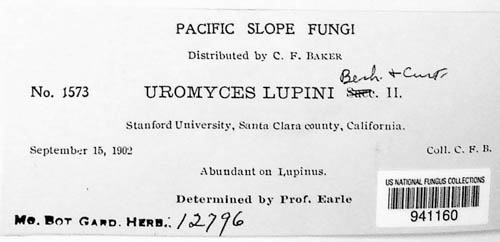 PACIFIC SLOPE FUNGI
Distributed by C. F. BAKER
Berk. + Curt.
No. 1573 UROMYCES LUPINI Sacc. II.
Stanford University, Santa Clara county, California.
September 15, 1902 Coll. C. F. B.
Abundant on Lupinus.
Determined by Prof. Earle
MO. BOT GARD. HERB.: 12796
US NATIONAL FUNGUS COLLECTIONS
941160